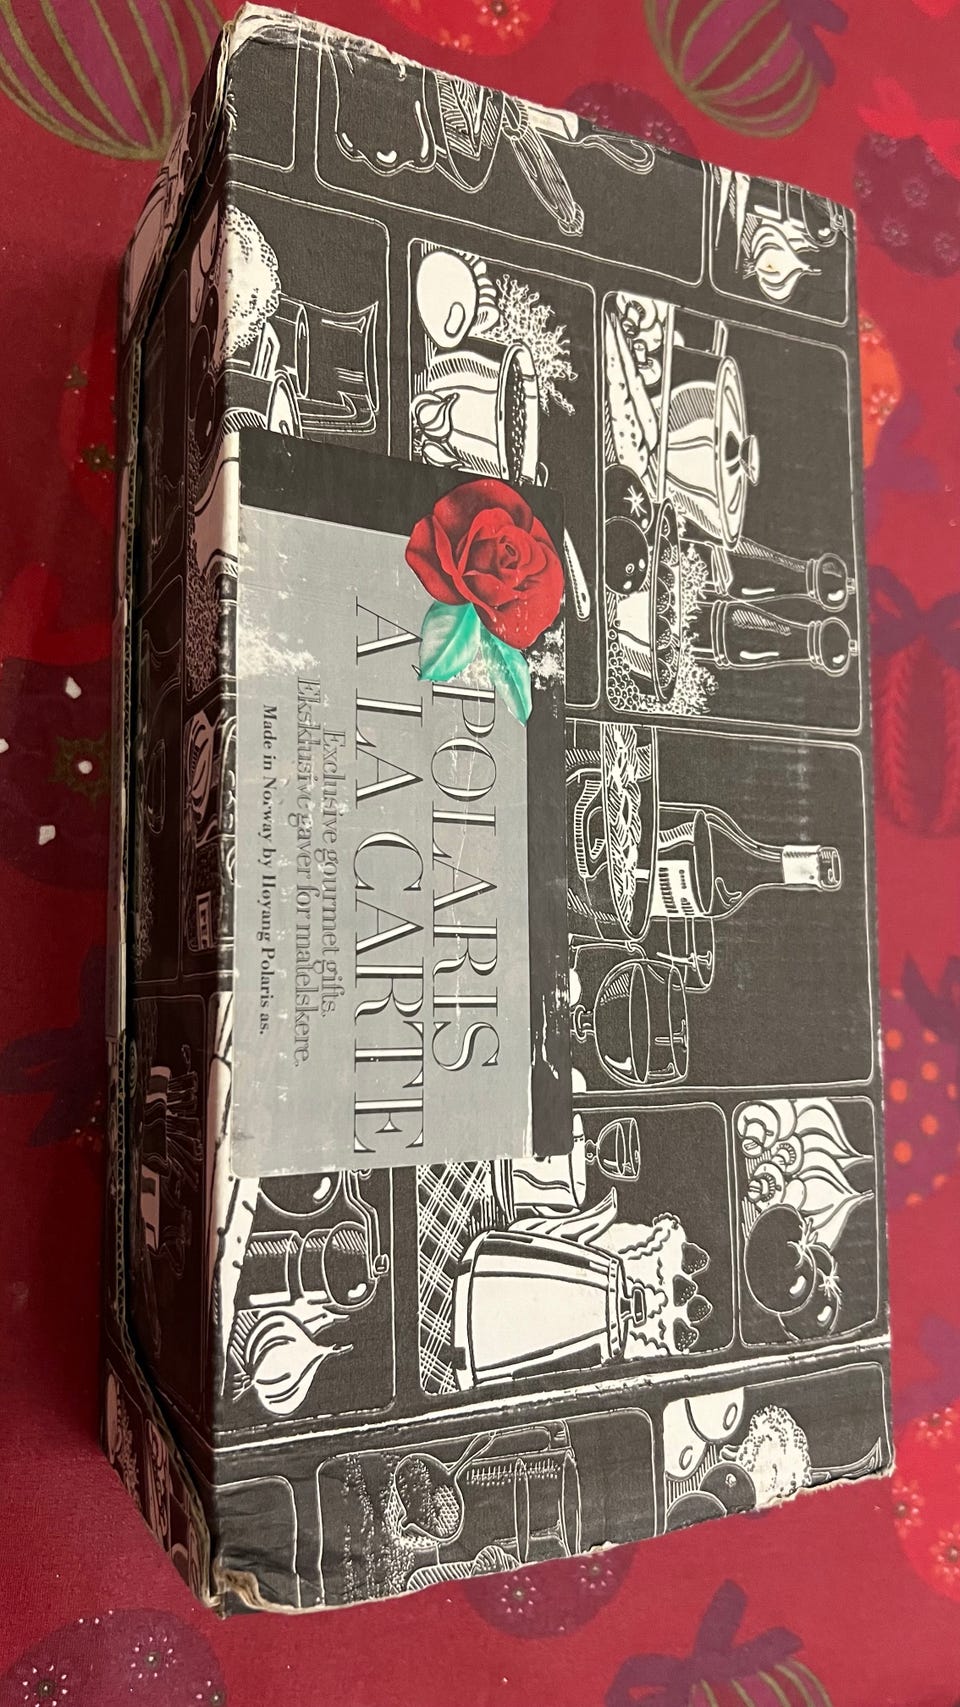 POLARIS
A LA CARTE
Exclusive gourmet gifts.
Eksklusive gaver for matelskere.
Made in Norway by Høyang Polaris as.